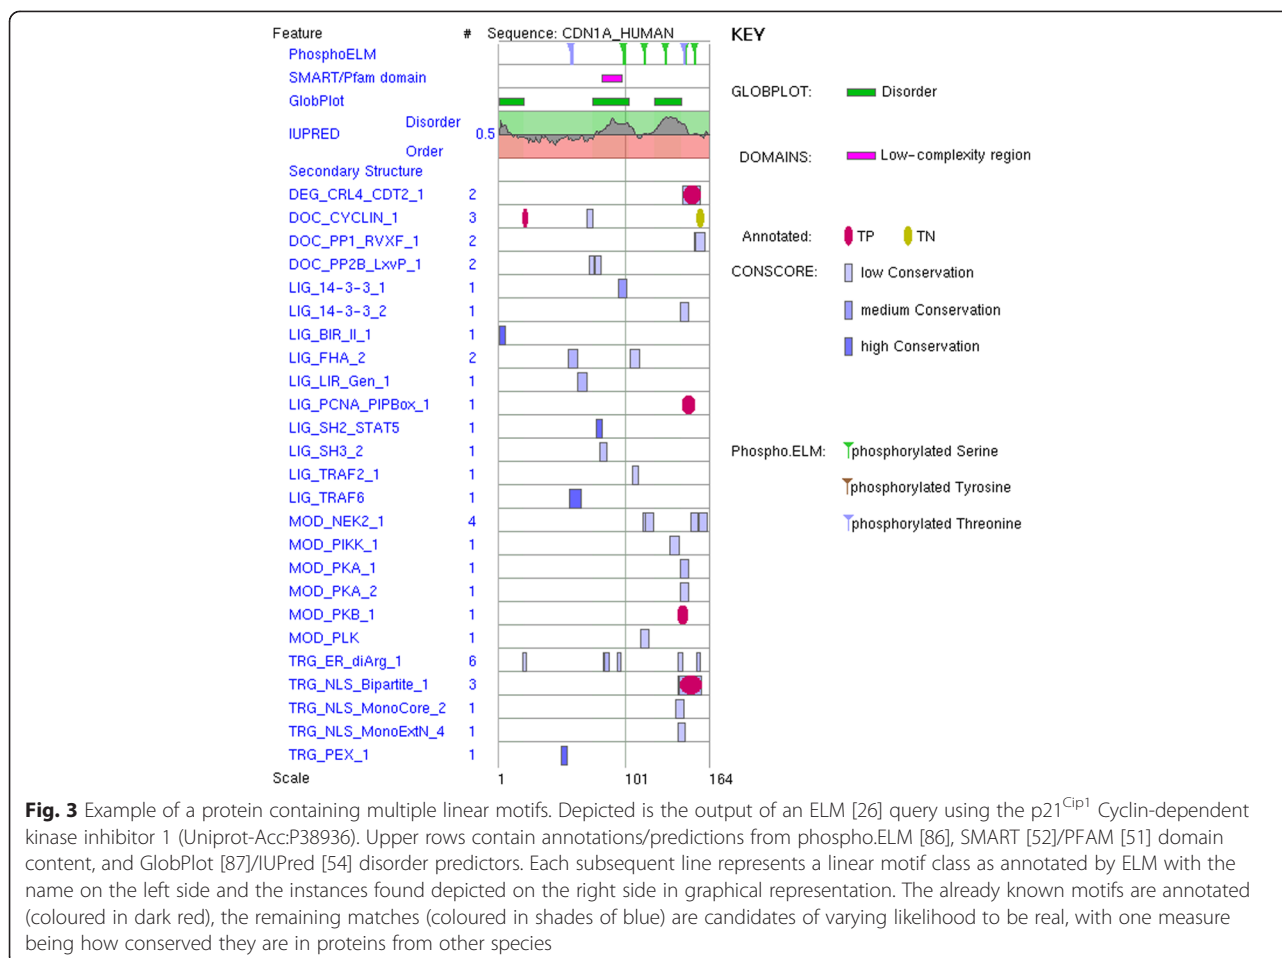 Feature # Sequence: CDN1A_HUMAN KEY
PhosphoELM
SMART/Pfam domain
GlobPlot GLOBPLOT: Disorder
Disorder
IUPRED 0.5
Order DOMAINS: Low-complexity region
Secondary Structure
DEG_CRL4_CDT2_1 2
DOC_CYCLIN_1 3
Annotated: TP TN
DOC_PP1_RVXF_1 2
DOC_PP2B_LxvP_1 2
CONSCORE: low Conservation
LIG_14-3-3_1 1
LIG_14-3-3_2 1
medium Conservation
LIG_BIR_II_1 1
high Conservation
LIG_FHA_2 2
LIG_LIR_Gen_1 1
LIG_PCNA_PIPBox_1 1
LIG_SH2_STAT5 1
LIG_SH3_2 1
Phospho.ELM: phosphorylated Serine
LIG_TRAF2_1 1
phosphorylated Tyrosine
LIG_TRAF6 1
MOD_NEK2_1 4
phosphorylated Threonine
MOD_PIKK_1 1
MOD_PKA_1 1
MOD_PKA_2 1
MOD_PKB_1 1
MOD_PLK 1
TRG_ER_diArg_1 6
TRG_NLS_Bipartite_1 3
TRG_NLS_MonoCore_2 1
TRG_NLS_MonoExtN_4 1
TRG_PEX_1 1
Scale 1 101 164
Fig. 3 Example of a protein containing multiple linear motifs. Depicted is the output of an ELM [26] query using the p21Cip1 Cyclin-dependent
kinase inhibitor 1 (Uniprot-Acc:P38936). Upper rows contain annotations/predictions from phospho.ELM [86], SMART [52]/PFAM [51] domain
content, and GlobPlot [87]/IUPred [54] disorder predictors. Each subsequent line represents a linear motif class as annotated by ELM with the
name on the left side and the instances found depicted on the right side in graphical representation. The already known motifs are annotated
(coloured in dark red), the remaining matches (coloured in shades of blue) are candidates of varying likelihood to be real, with one measure
being how conserved they are in proteins from other species